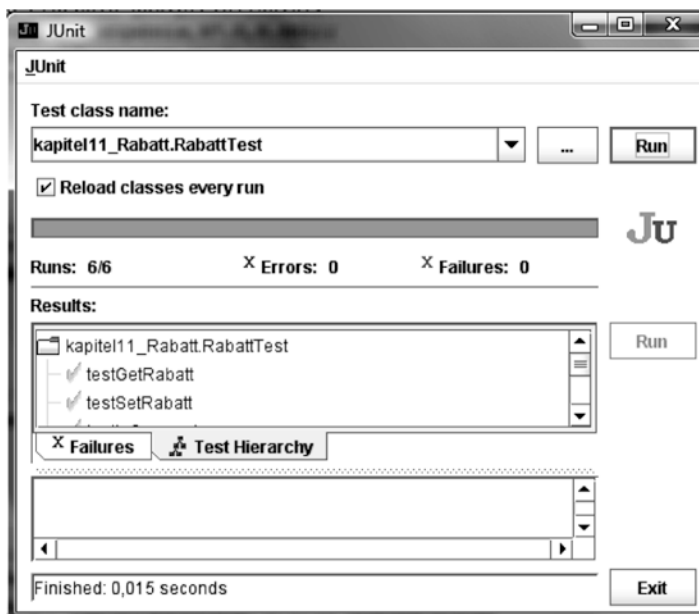 JUnit
JUnit
Test class name:
kapitel11_Rabatt.RabattTest
...
Run
Reload classes every run
JU
Runs: 6/6
X Errors: 0
X Failures: 0
Results:
kapitel11_Rabatt.RabattTest
testGetRabatt
testSetRabatt
Run
X Failures
Test Hierarchy
Finished: 0,015 seconds
Exit